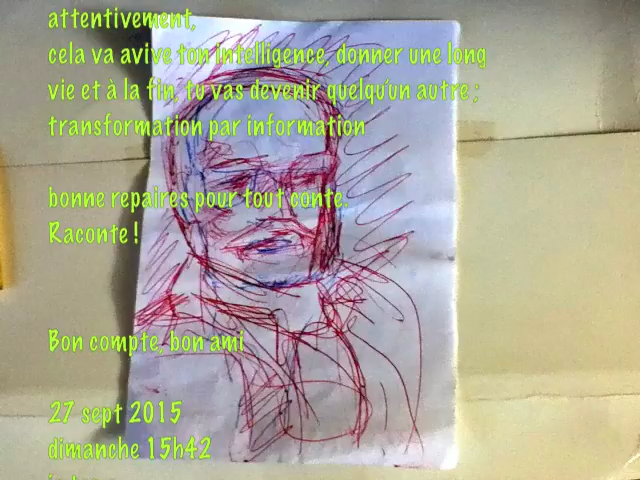 attentivement,
cela va avive ton intelligence, donner une long
vie et à la fin, tu vas devenir quelqu'un autre ;
transformation par information
bonne repaires pour tout conte.
Raconte !
Bon compte, bon ami
27 sept 2015
dimanche 15h42